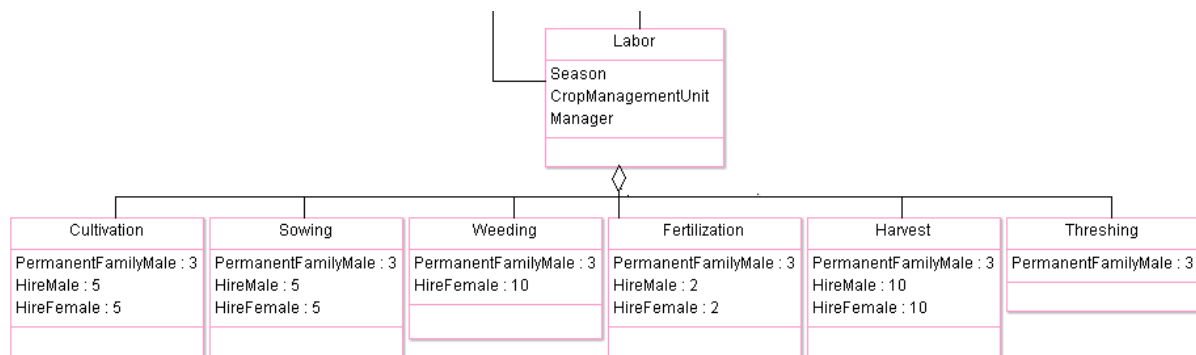 Labor
Season
CropManagementUnit
Manager
Cultivation
PermanentFamilyMale : 3
HireMale : 5
HireFemale : 5
Sowing
PermanentFamilyMale : 3
HireMale : 5
HireFemale : 5
Weeding
PermanentFamilyMale : 3
HireFemale : 10
Fertilization
PermanentFamilyMale : 3
HireMale : 2
HireFemale : 2
Harvest
PermanentFamilyMale : 3
HireMale : 10
HireFemale : 10
Threshing
PermanentFamilyMale : 3